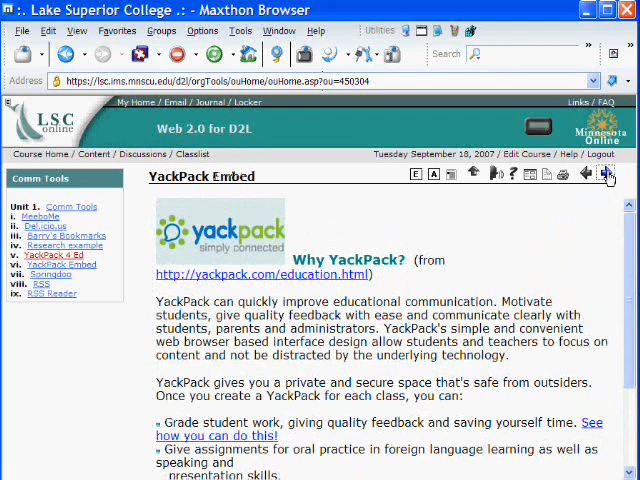 :. Lake Superior College .: - Maxthon Browser
File Edit View Favorites Groups Options Tools Window Help Utilities
Search
Address https://lsc.ims.mnscu.edu/d2l/orgTools/ouHome/ouHome.asp?ou=450304
My Home / Email / Journal / Locker Links / FAQ
LSC
online
Web 2.0 for D2L
Minnesota
Online
Course Home / Content / Discussions / Classlist Tuesday September 18, 2007 / Edit Course / Help / Logout
Comm Tools
Unit 1. Comm Tools
i. MeeboMe
ii. Del.icio.us
iii. Barry's Bookmarks
iv. Research example
v. YackPack 4 Ed
vi. YackPack Embed
vii. Springdoo
viii. RSS
ix. RSS Reader
YackPack Embed
E A
yackpack
simply connected
Why YackPack? (from
http://yackpack.com/education.html)
YackPack can quickly improve educational communication. Motivate
students, give quality feedback with ease and communicate clearly with
students, parents and administrators. YackPack's simple and convenient
web browser based interface design allow students and teachers to focus on
content and not be distracted by the underlying technology.
YackPack gives you a private and secure space that's safe from outsiders.
Once you create a YackPack for each class, you can:
Grade student work, giving quality feedback and saving yourself time. See
how you can do this!
Give assignments for oral practice in foreign language learning as well as
speaking and
presentation skills.